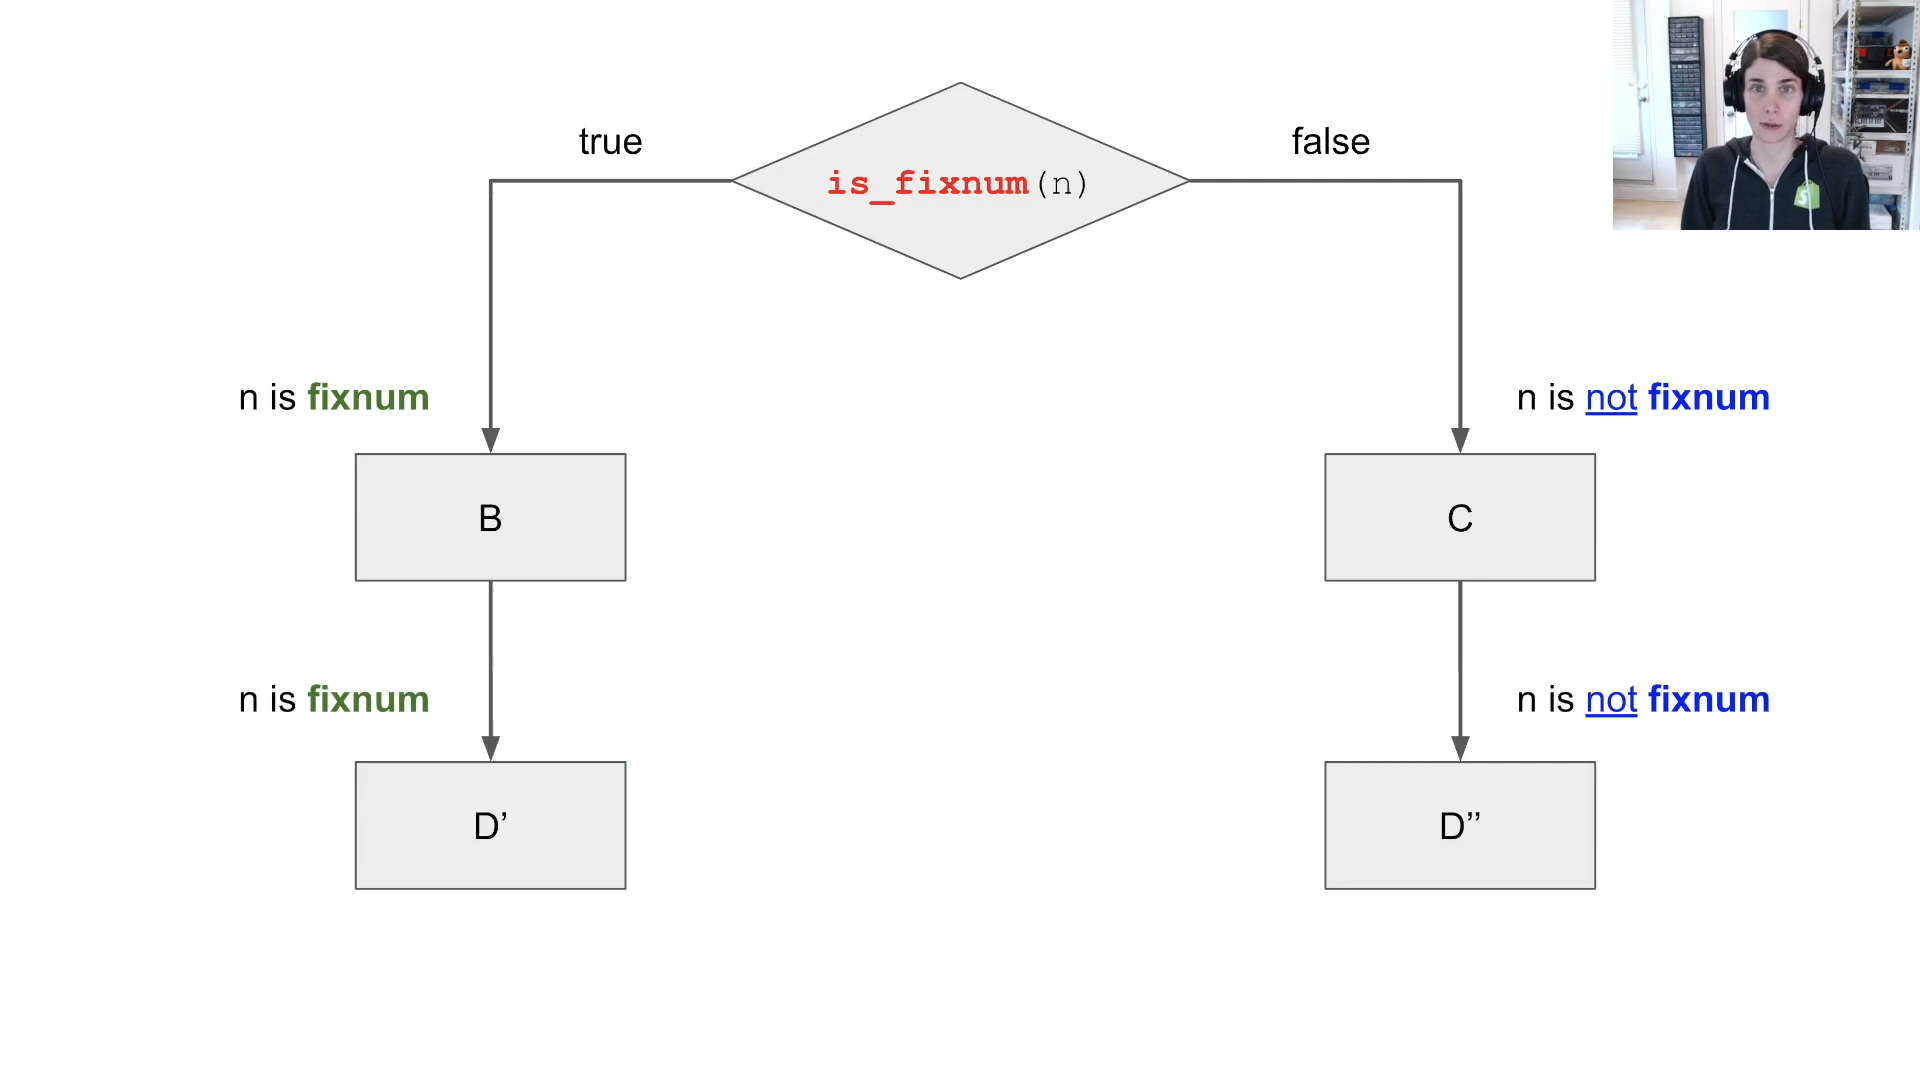 true
false
is_fixnum(n)
n is fixnum
n is not fixnum
B
C
n is fixnum
n is not fixnum
D’
D’’